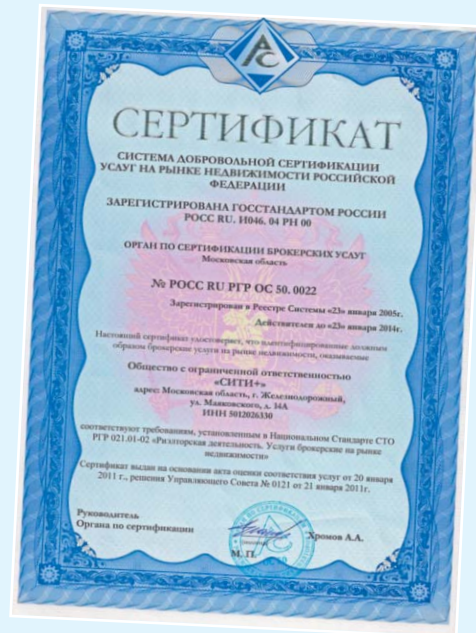 СЕРТИФИКАТ
СИСТЕМА ДОБРОВОЛЬНОЙ СЕРТИФИКАЦИИ
УСЛУГ НА РЫНКЕ НЕДВИЖИМОСТИ РОССИЙСКОЙ
ФЕДЕРАЦИИ
ЗАРЕГИСТРИРОВАНА ГОССТАНДАРТОМ РОССИИ
РОСС RU. И046. 04 РН 00
ОРГАН ПО СЕРТИФИКАЦИИ БРОКЕРСКИХ УСЛУГ
Московская область
№ РОСС RU РГР ОС 50. 0022
Зарегистрирован в Реестре Системы «23» января 2005г.
Действителен до «23» января 2014г.
Настоящий сертификат удостоверяет, что идентифицированные должным
образом брокерские услуги на рынке недвижимости, оказываемые
Общество с ограниченной ответственностью
«СИТИ+»
адрес: Московская область, г. Железнодорожный,
ул. Маяковского, д. 14А
ИНН 5012026330
соответствуют требованиям, установленным в Национальном Стандарте СТО
РГР 021.01-02 «Риэлторская деятельность. Услуги брокерские на рынке
недвижимости»
Сертификат выдан на основании акта оценки соответствия услуг от 20 января
2011 г., решения Управляющего Совета № 0121 от 21 января 2011г.
Руководитель
Органа по сертификации
Хромов А.А.
М. П.